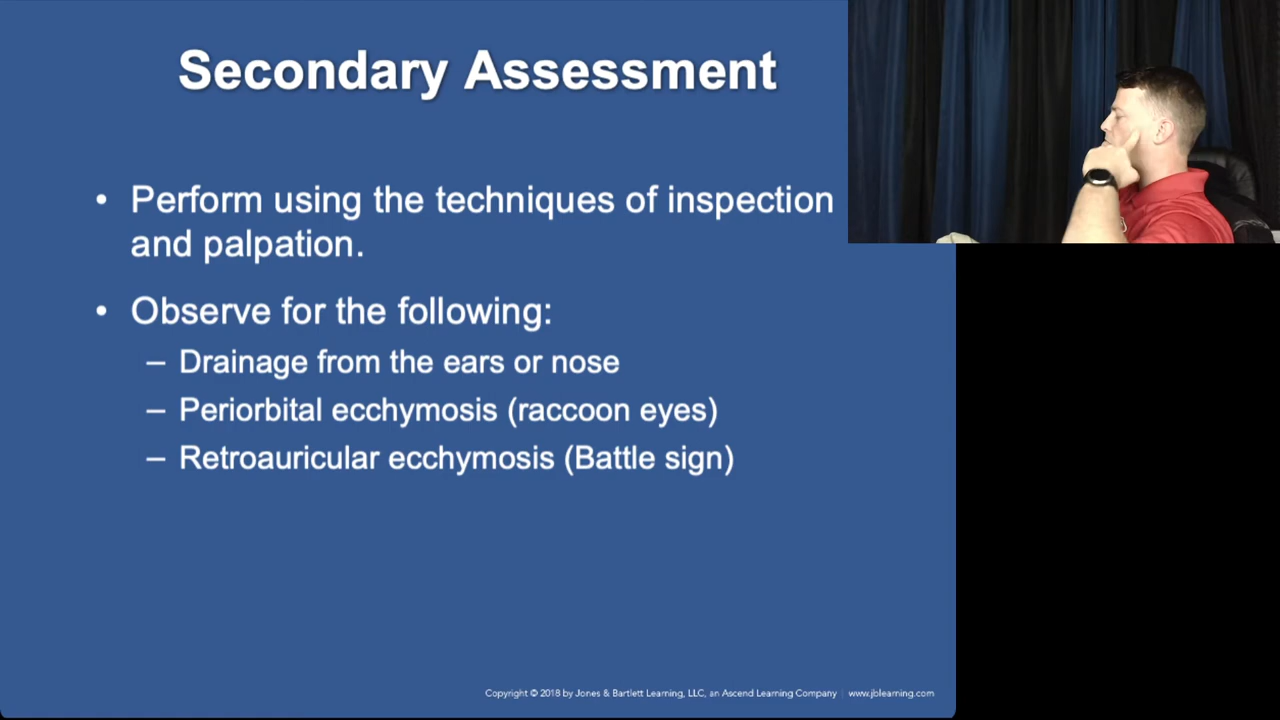 Secondary Assessment
• Perform using the techniques of inspection
and palpation.
• Observe for the following:
– Drainage from the ears or nose
– Periorbital ecchymosis (raccoon eyes)
– Retroauricular ecchymosis (Battle sign)
Copyright © 2018 by Jones & Bartlett Learning, LLC, an Ascend Learning Company | www.jblearning.com